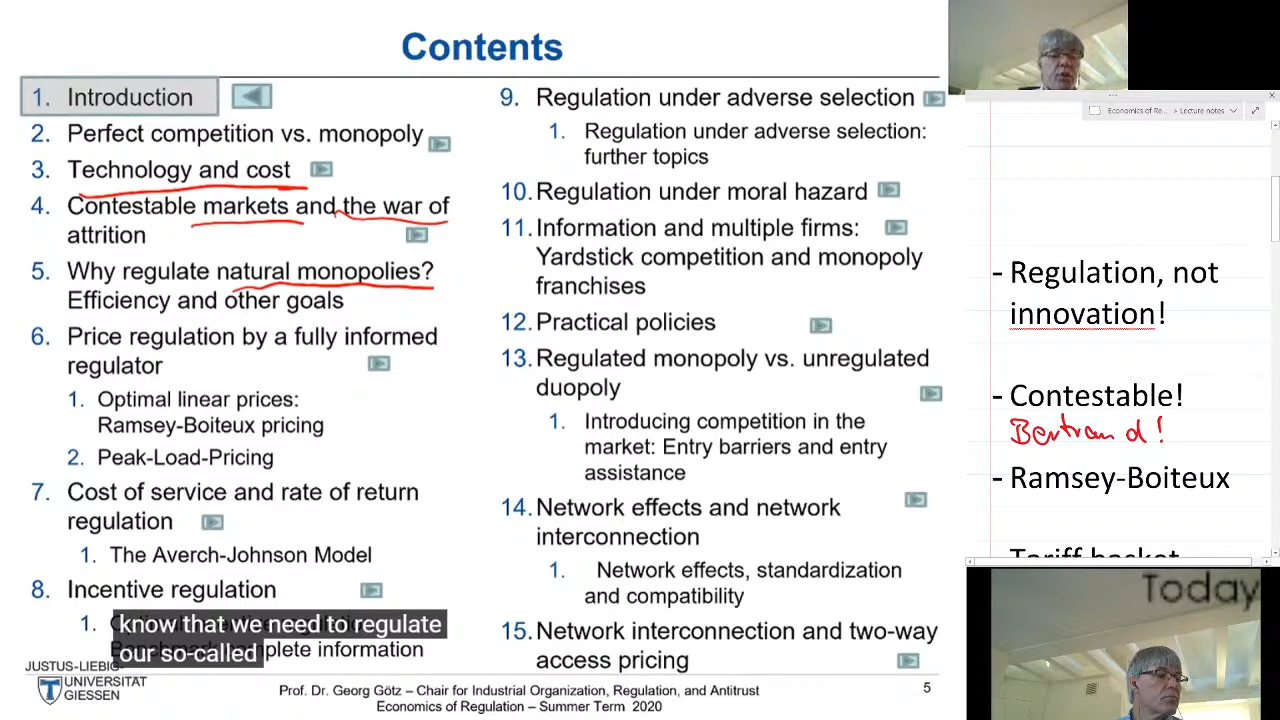 Contents
1. Introduction
2. Perfect competition vs. monopoly
3. Technology and cost
4. Contestable markets and the war of
attrition
5. Why regulate natural monopolies?
Efficiency and other goals
6. Price regulation by a fully informed
regulator
1. Optimal linear prices:
Ramsey-Boiteux pricing
2. Peak-Load-Pricing
7. Cost of service and rate of return
regulation
1. The Averch-Johnson Model
8. Incentive regulation
1.
plete information
know that we need to regulate
our so-called
9. Regulation under adverse selection
1. Regulation under adverse selection:
further topics
10. Regulation under moral hazard
11. Information and multiple firms:
Yardstick competition and monopoly
franchises
12. Practical policies
13. Regulated monopoly vs. unregulated
duopoly
1. Introducing competition in the
market: Entry barriers and entry
assistance
14. Network effects and network
interconnection
1. Network effects, standardization
and compatibility
15. Network interconnection and two-way
access pricing
JUSTUS-LIEBIG-
UNIVERSITAT
GIESSEN
Prof. Dr. Georg Götz – Chair for Industrial Organization, Regulation, and Antitrust
Economics of Regulation – Summer Term 2020
5
Economics of Re... > Lecture notes
- Regulation, not
innovation!
- Contestable!
Bertrand!
- Ramsey-Boiteux
Tariff basket
Today